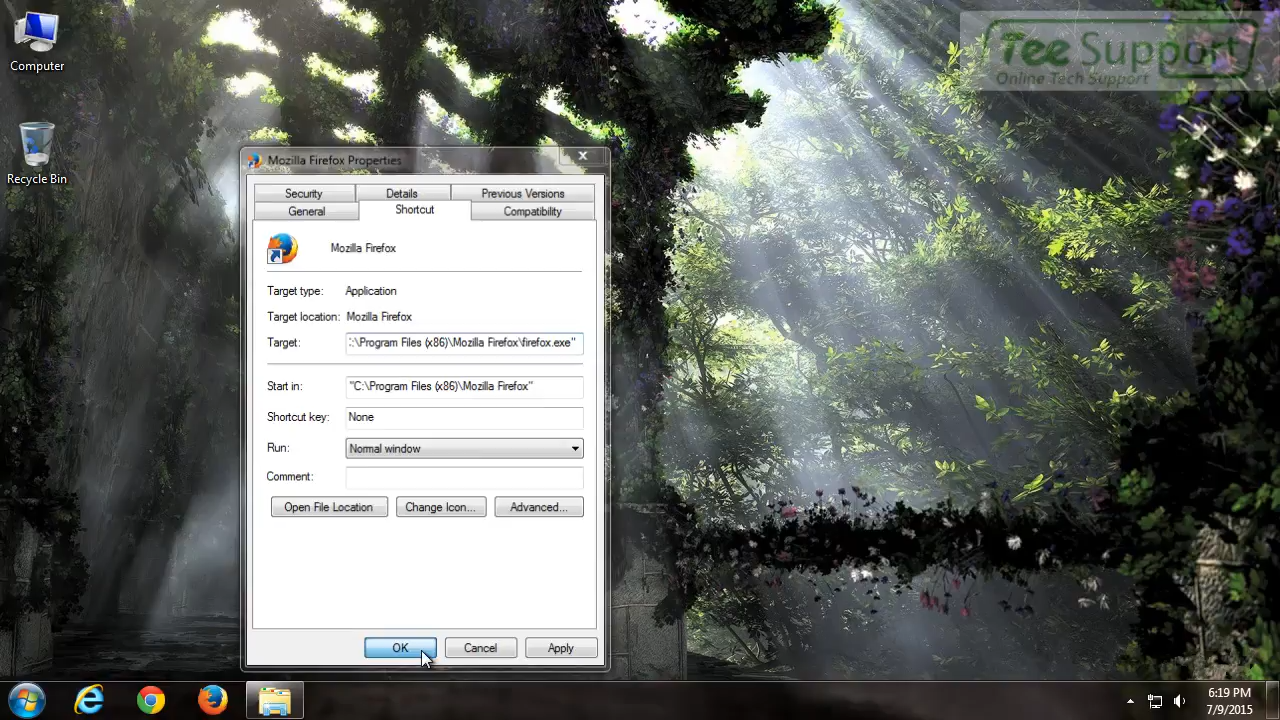 Computer
Recycle Bin
Tee Support
Online Tech Support
Mozilla Firefox Properties
Security Details Previous Versions
General Shortcut Compatibility
Mozilla Firefox
Target type: Application
Target location: Mozilla Firefox
Target: :\Program Files (x86)\Mozilla Firefox\firefox.exe"
Start in: "C:\Program Files (x86)\Mozilla Firefox"
Shortcut key: None
Run: Normal window
Comment:
Open File Location Change Icon... Advanced...
OK Cancel Apply
6:19 PM
7/9/2015